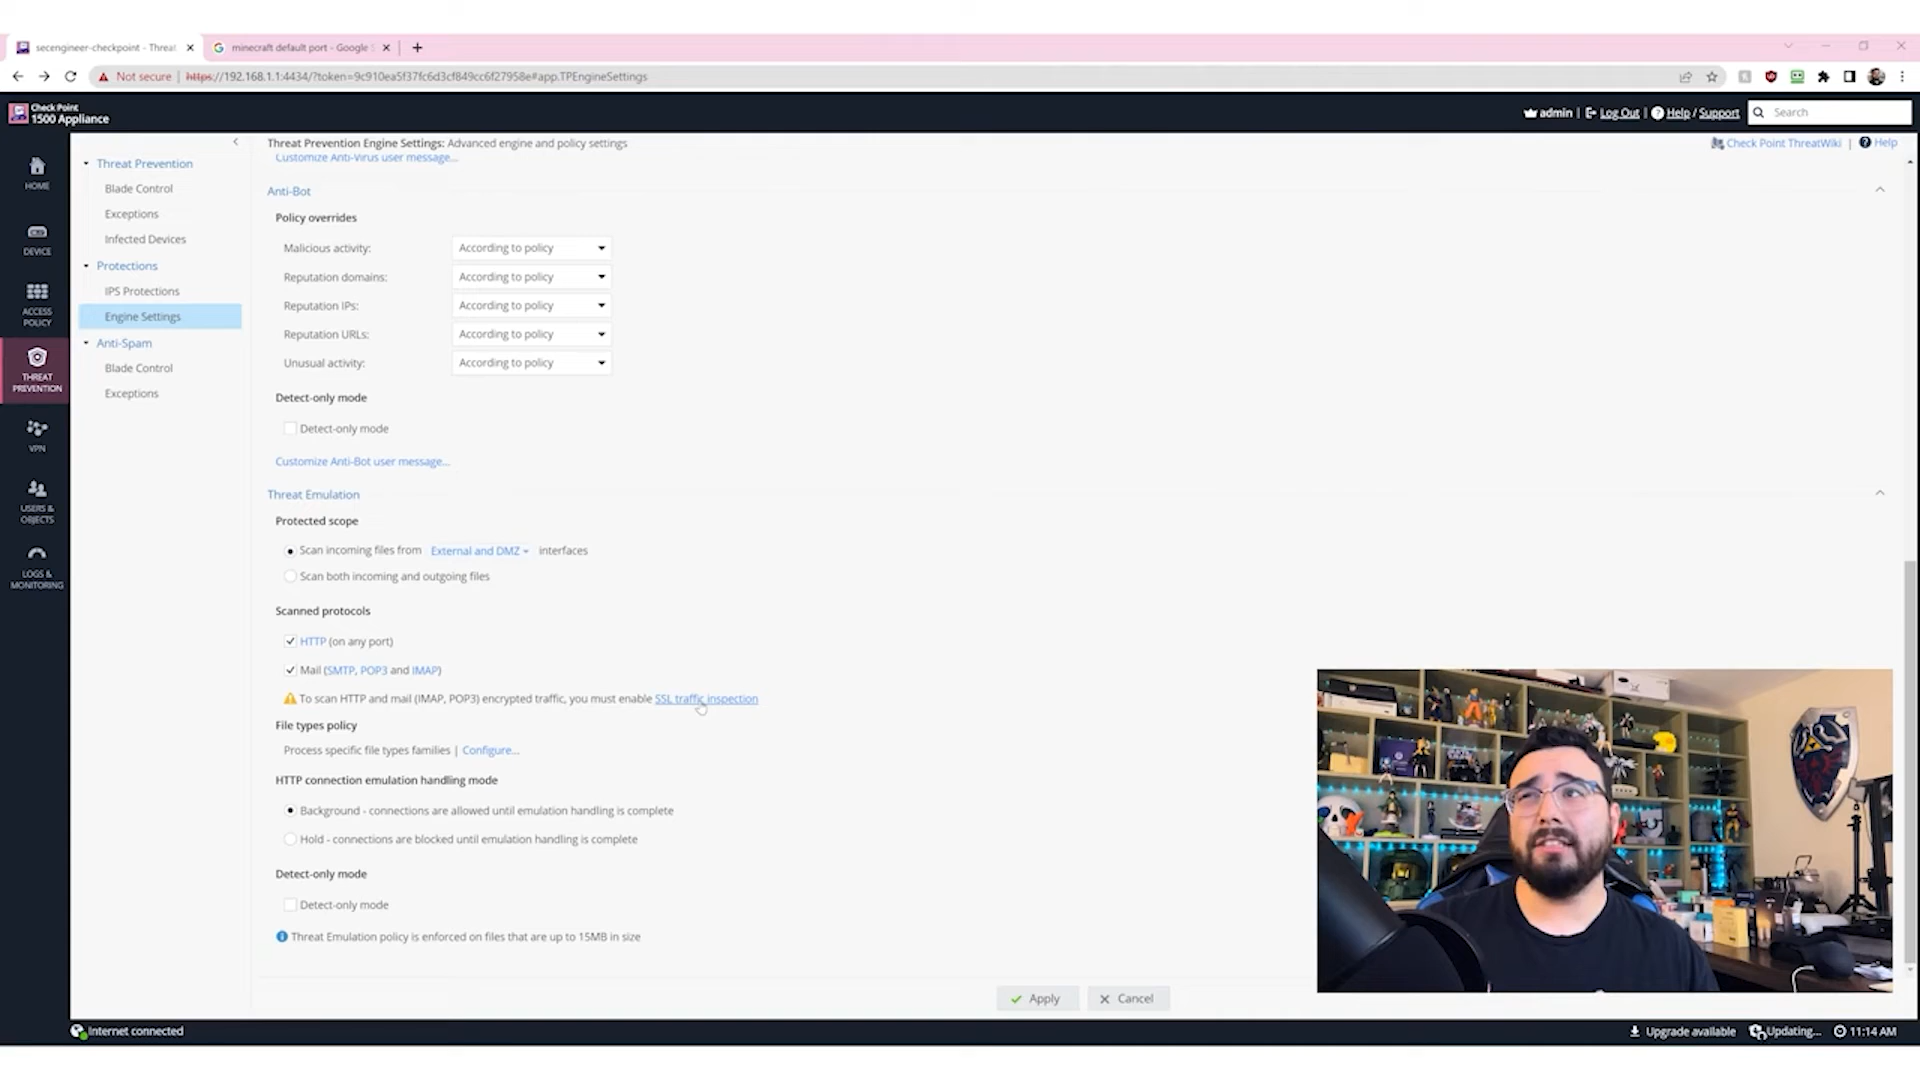 secengineer-checkpoint - Threat
minecraft default port - Google S
Not secure | https://192.168.1.1:4434/?token=9c910ea5f37fc6d3cf849cc6f27958e#app.TPEngineSettings
Check Point
1500 Appliance
admin | Log Out | Help / Support
Search
HOME
DEVICE
ACCESS
POLICY
THREAT
PREVENTION
VPN
USERS &
OBJECTS
LOGS &
MONITORING
Threat Prevention
Blade Control
Exceptions
Infected Devices
Protections
IPS Protections
Engine Settings
Anti-Spam
Blade Control
Exceptions
Threat Prevention Engine Settings: Advanced engine and policy settings
Check Point ThreatWiki | Help
Customize Anti-Virus user message...
Anti-Bot
Policy overrides
Malicious activity: According to policy
Reputation domains: According to policy
Reputation IPs: According to policy
Reputation URLs: According to policy
Unusual activity: According to policy
Detect-only mode
Detect-only mode
Customize Anti-Bot user message...
Threat Emulation
Protected scope
Scan incoming files from External and DMZ interfaces
Scan both incoming and outgoing files
Scanned protocols
HTTP (on any port)
Mail (SMTP, POP3 and IMAP)
To scan HTTP and mail (IMAP, POP3) encrypted traffic, you must enable SSL traffic inspection
File types policy
Process specific file types families | Configure...
HTTP connection emulation handling mode
Background - connections are allowed until emulation handling is complete
Hold - connections are blocked until emulation handling is complete
Detect-only mode
Detect-only mode
Threat Emulation policy is enforced on files that are up to 15MB in size
Apply
Cancel
Internet connected
Upgrade available
Updating...
11:14 AM